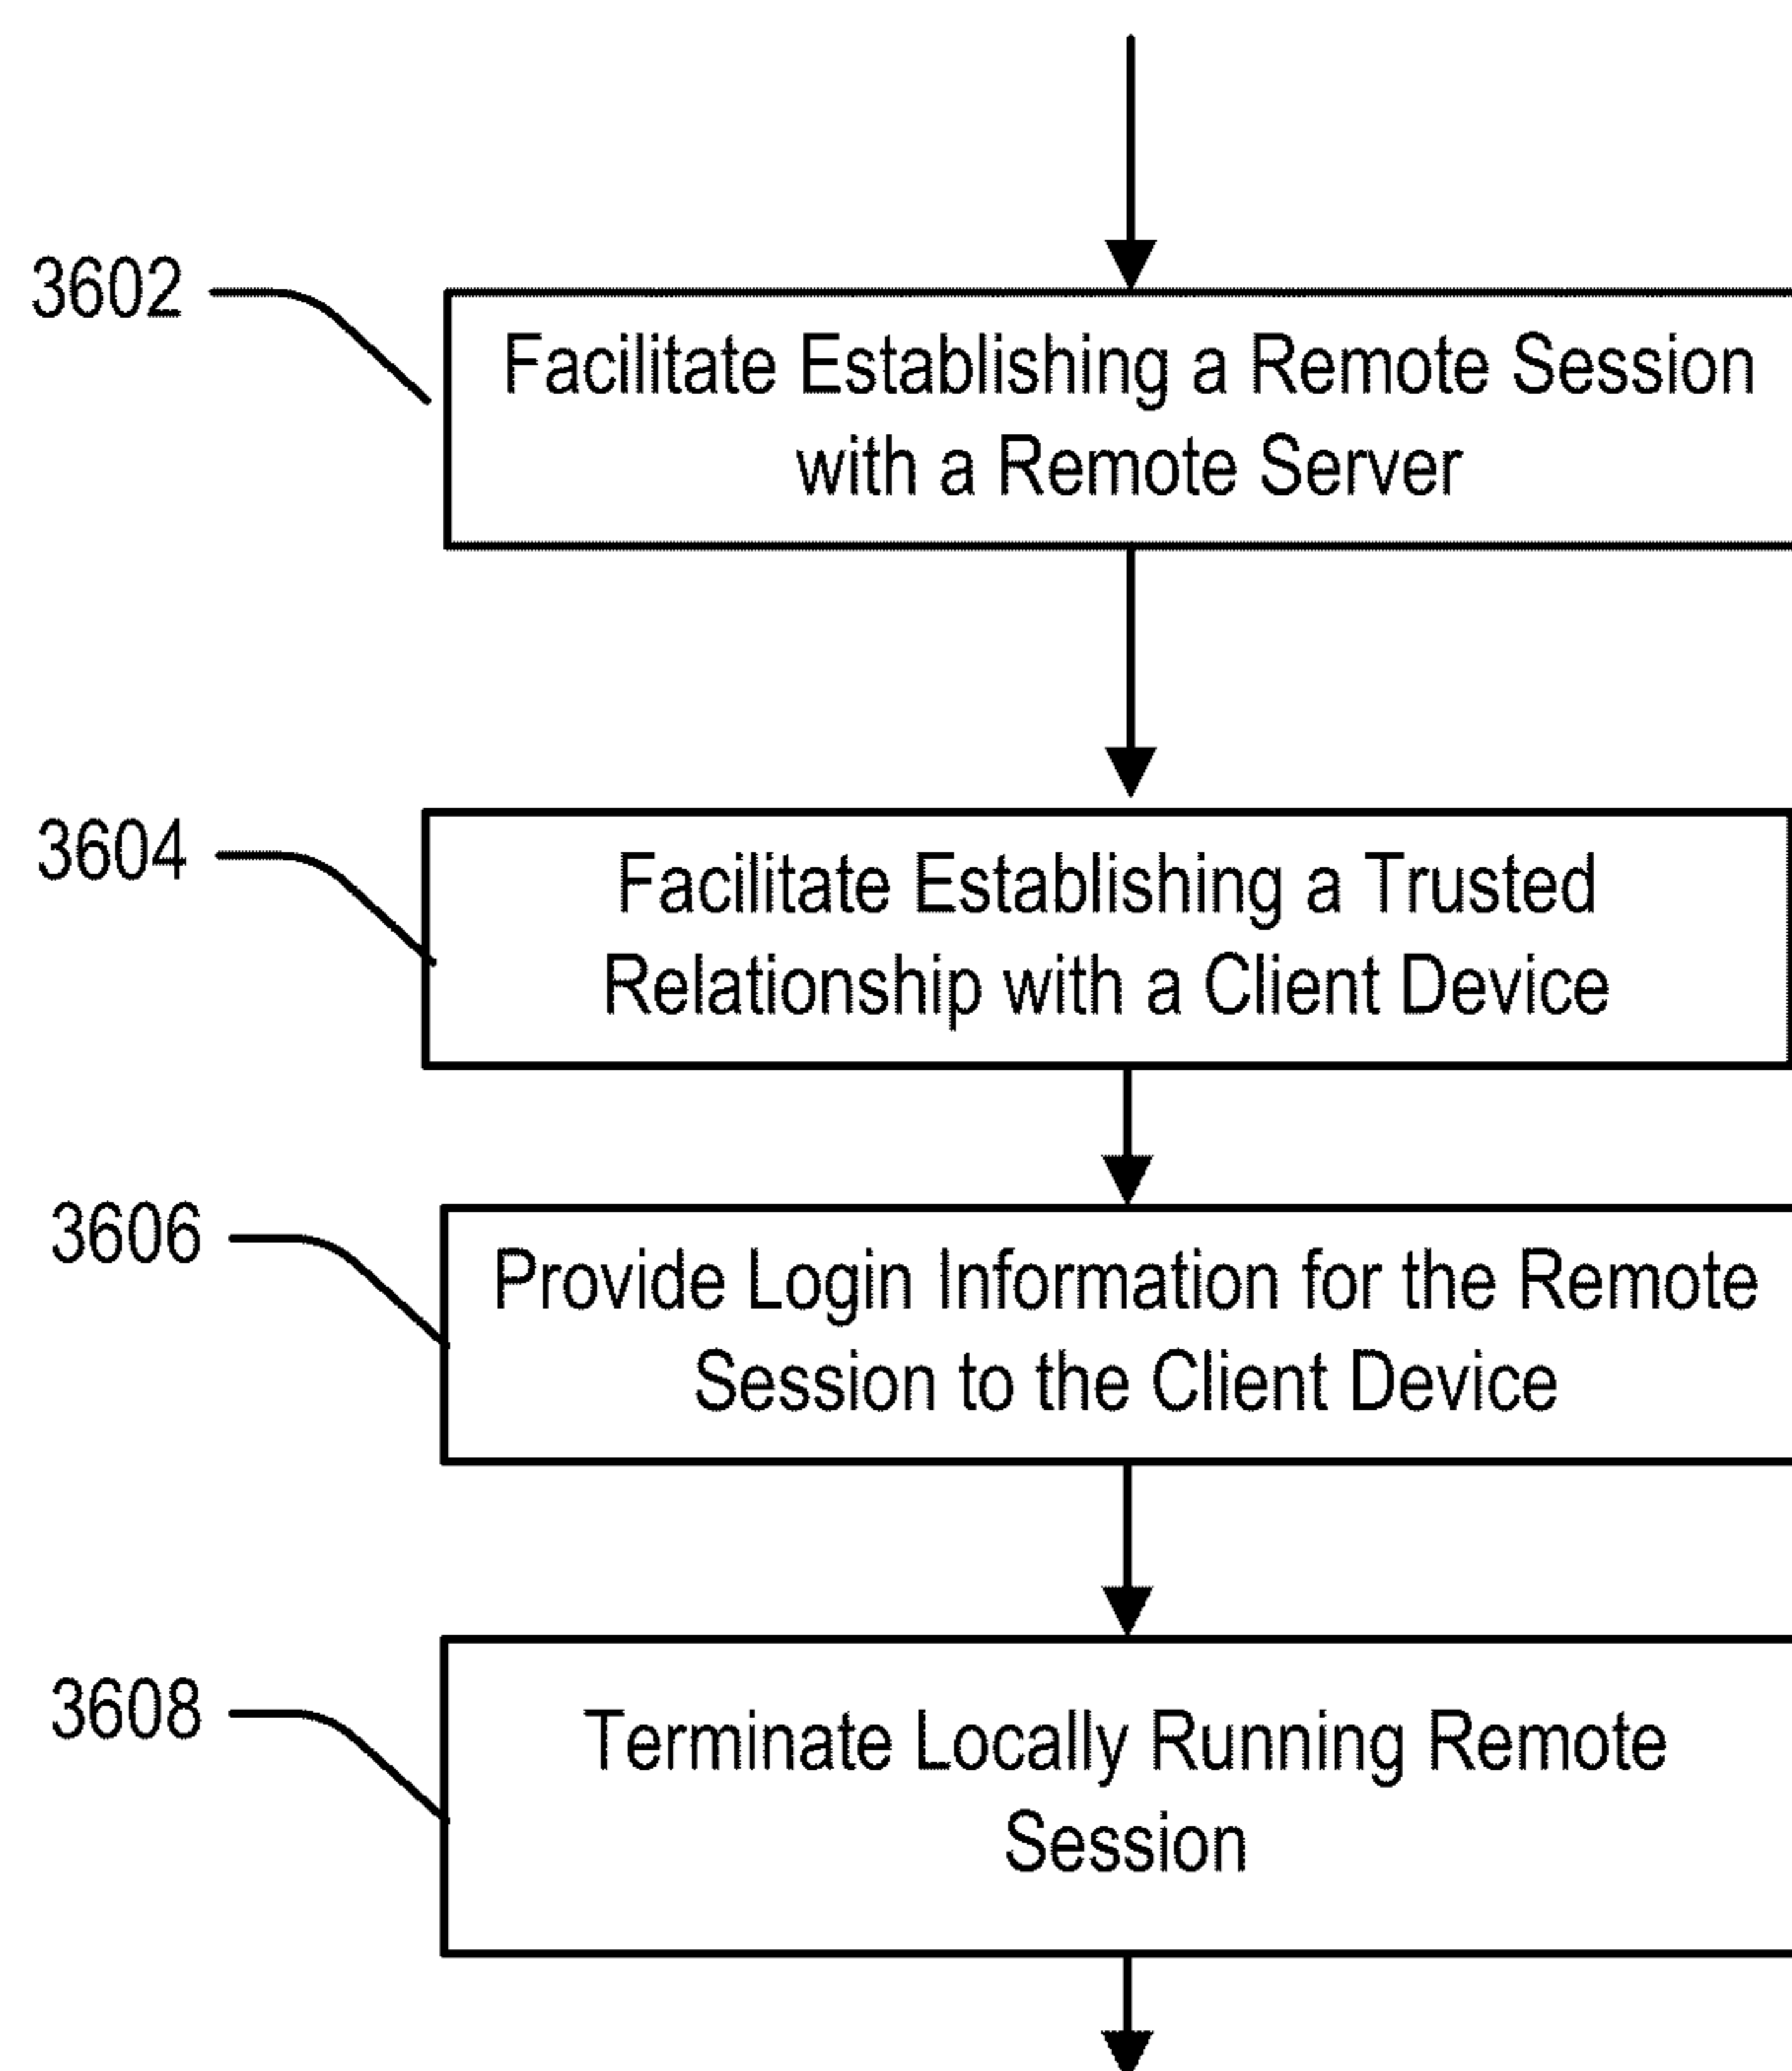 3602
Facilitate Establishing a Remote Session
with a Remote Server
3604
Facilitate Establishing a Trusted
Relationship with a Client Device
3606
Provide Login Information for the Remote
Session to the Client Device
3608
Terminate Locally Running Remote
Session